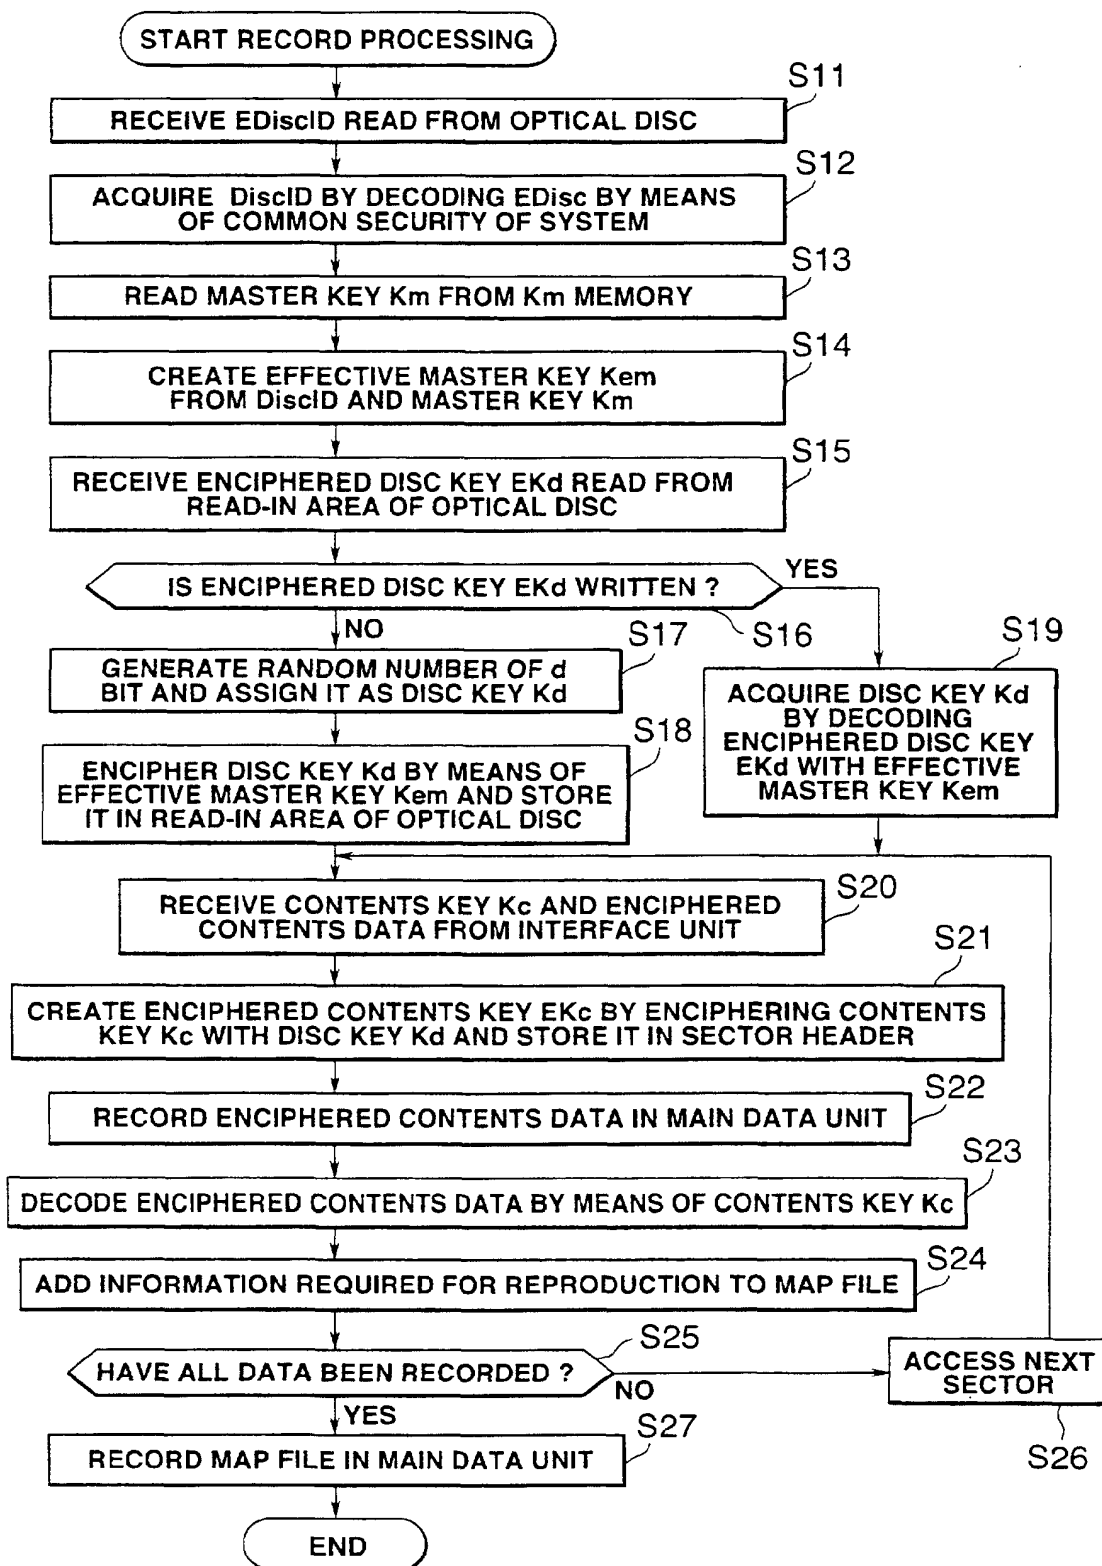 START RECORD PROCESSING
S11
RECEIVE EDiscID READ FROM OPTICAL DISC
S12
ACQUIRE DiscID BY DECODING EDisc BY MEANS
OF COMMON SECURITY OF SYSTEM
S13
READ MASTER KEY Km FROM Km MEMORY
S14
CREATE EFFECTIVE MASTER KEY Kem
FROM DiscID AND MASTER KEY Km
S15
RECEIVE ENCIPHERED DISC KEY EKd READ FROM
READ-IN AREA OF OPTICAL DISC
IS ENCIPHERED DISC KEY EKd WRITTEN ?
YES
NO
S16
S17
GENERATE RANDOM NUMBER OF d
BIT AND ASSIGN IT AS DISC KEY Kd
S19
ACQUIRE DISC KEY Kd
BY DECODING
ENCIPHERED DISC KEY
EKd WITH EFFECTIVE
MASTER KEY Kem
S18
ENCIPHER DISC KEY Kd BY MEANS OF
EFFECTIVE MASTER KEY Kem AND STORE
IT IN READ-IN AREA OF OPTICAL DISC
S20
RECEIVE CONTENTS KEY Kc AND ENCIPHERED
CONTENTS DATA FROM INTERFACE UNIT
S21
CREATE ENCIPHERED CONTENTS KEY EKc BY ENCIPHERING CONTENTS
KEY Kc WITH DISC KEY Kd AND STORE IT IN SECTOR HEADER
S22
RECORD ENCIPHERED CONTENTS DATA IN MAIN DATA UNIT
S23
DECODE ENCIPHERED CONTENTS DATA BY MEANS OF CONTENTS KEY Kc
S24
ADD INFORMATION REQUIRED FOR REPRODUCTION TO MAP FILE
S25
HAVE ALL DATA BEEN RECORDED ?
NO
YES
ACCESS NEXT
SECTOR
S26
S27
RECORD MAP FILE IN MAIN DATA UNIT
END